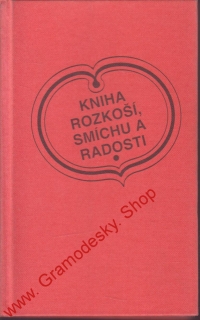 KNIHA
ROZKOŠÍ,
SMÍCHU A
RADOSTI
www.Gramodesky.Shop